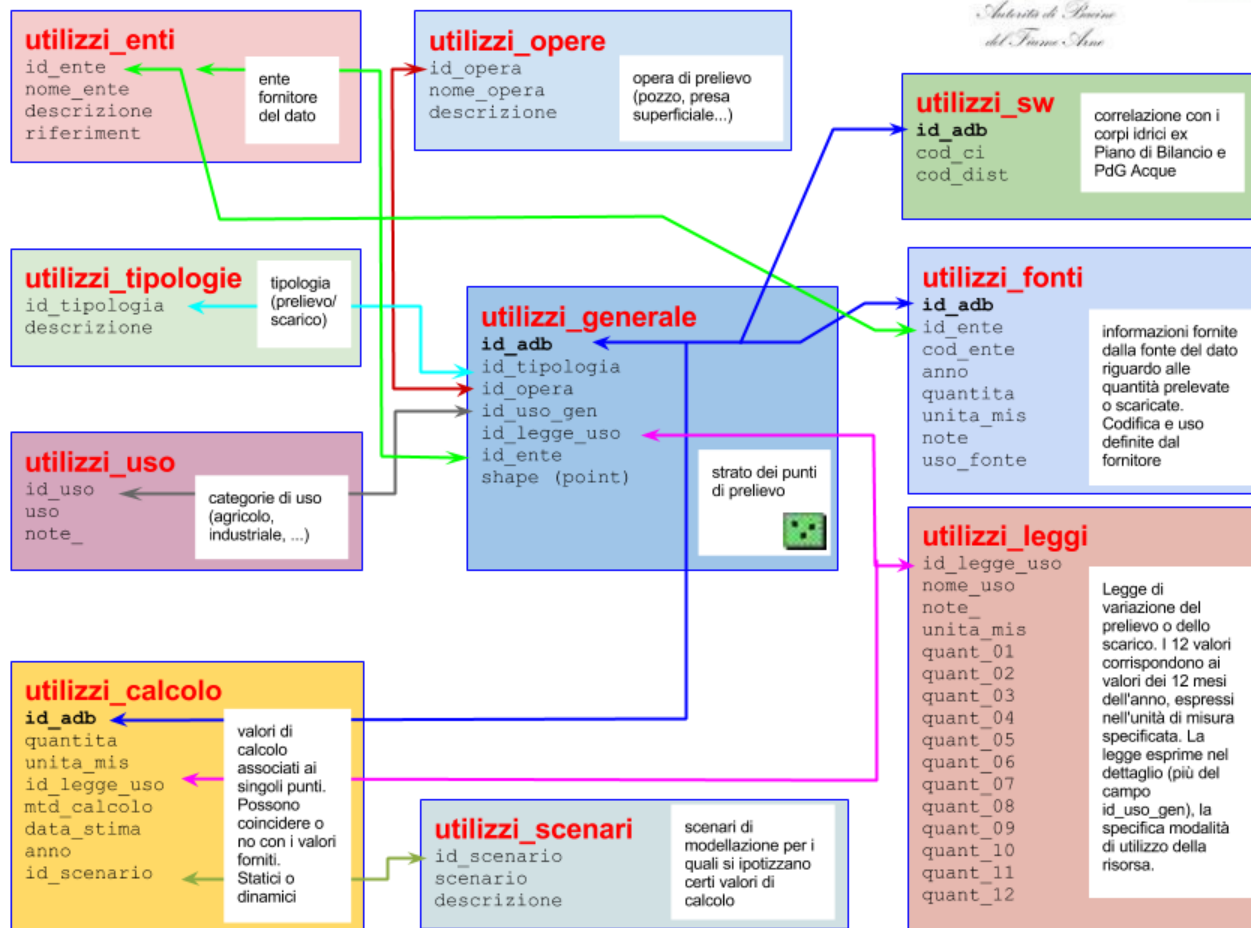 Autorità di Bacino
del Fiume Arno
utilizzi_enti
id_ente
nome_ente
descrizione
riferiment
ente
fornitore
del dato
utilizzi_opere
id_opera
nome_opera
descrizione
opera di prelievo
(pozzo, presa
superficiale...)
utilizzi_sw
id_adb
cod_ci
cod_dist
correlazione con i
corpi idrici ex
Piano di Bilancio e
PdG Acque
utilizzi_tipologie
id_tipologia
descrizione
tipologia
(prelievo/
scarico)
utilizzi_generale
id_adb
id_tipologia
id_opera
id_uso_gen
id_legge_uso
id_ente
shape (point)
strato dei punti
di prelievo
utilizzi_fonti
id_adb
id_ente
cod_ente
anno
quantita
unita_mis
note
uso_fonte
informazioni fornite
dalla fonte del dato
riguardo alle
quantità prelevate
o scaricate.
Codifica e uso
definite dal
fornitore
utilizzi_uso
id_uso
uso
note_
categorie di uso
(agricolo,
industriale, ...)
utilizzi_leggi
id_legge_uso
nome_uso
note_
unita_mis
quant_01
quant_02
quant_03
quant_04
quant_05
quant_06
quant_07
quant_08
quant_09
quant_10
quant_11
quant_12
Legge di
variazione del
prelievo o dello
scarico. I 12 valori
corrispondono ai
valori dei 12 mesi
dell'anno, espressi
nell'unità di misura
specificata. La
legge esprime nel
dettaglio (più del
campo
id_uso_gen), la
specifica modalità
di utilizzo della
risorsa.
utilizzi_calcolo
id_adb
quantita
unita_mis
id_legge_uso
mtd_calcolo
data_stima
anno
id_scenario
valori di
calcolo
associati ai
singoli punti.
Possono
coincidere o
no con i valori
forniti.
Statici o
dinamici
utilizzi_scenari
id_scenario
scenario
descrizione
scenari di
modellazione per i
quali si ipotizzano
certi valori di
calcolo